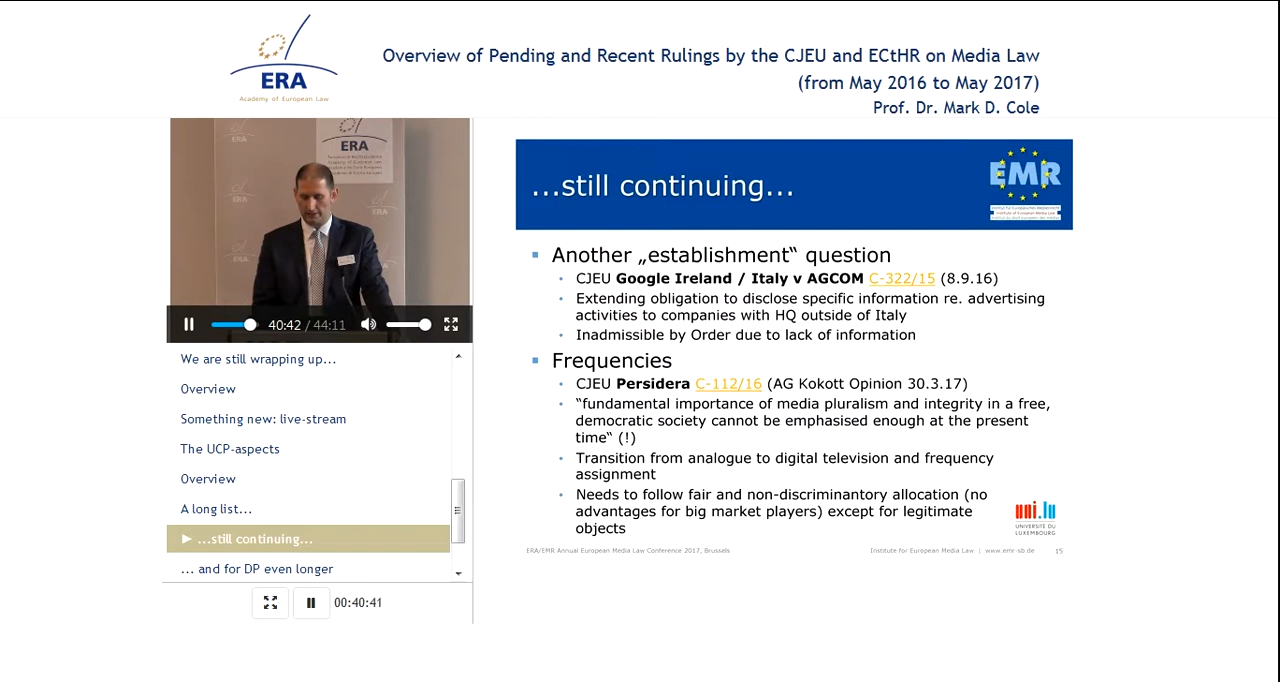 ERA
Academy of European Law
Overview of Pending and Recent Rulings by the CJEU and ECtHR on Media Law
(from May 2016 to May 2017)
Prof. Dr. Mark D. Cole
ERA
ERA
ERA
ERA
40:42 / 44:11
We are still wrapping up...
Overview
Something new: live-stream
The UCP-aspects
Overview
A long list...
► ...still continuing...
... and for DP even longer
00:40:41
...still continuing...
EMR
Another „establishment“ question
CJEU Google Ireland / Italy v AGCOM C-322/15 (8.9.16)
Extending obligation to disclose specific information re. advertising
activities to companies with HQ outside of Italy
Inadmissible by Order due to lack of information
Frequencies
CJEU Persidera C-112/16 (AG Kokott Opinion 30.3.17)
“fundamental importance of media pluralism and integrity in a free,
democratic society cannot be emphasised enough at the present
time“ (!)
Transition from analogue to digital television and frequency
assignment
Needs to follow fair and non-discriminantory allocation (no
advantages for big market players) except for legitimate
objects
uni.lu
UNIVERSITÉ DU
LUXEMBOURG
ERA/EMR Annual European Media Law Conference 2017, Brussels
Institute for European Media Law | www.emr-sb.de
15